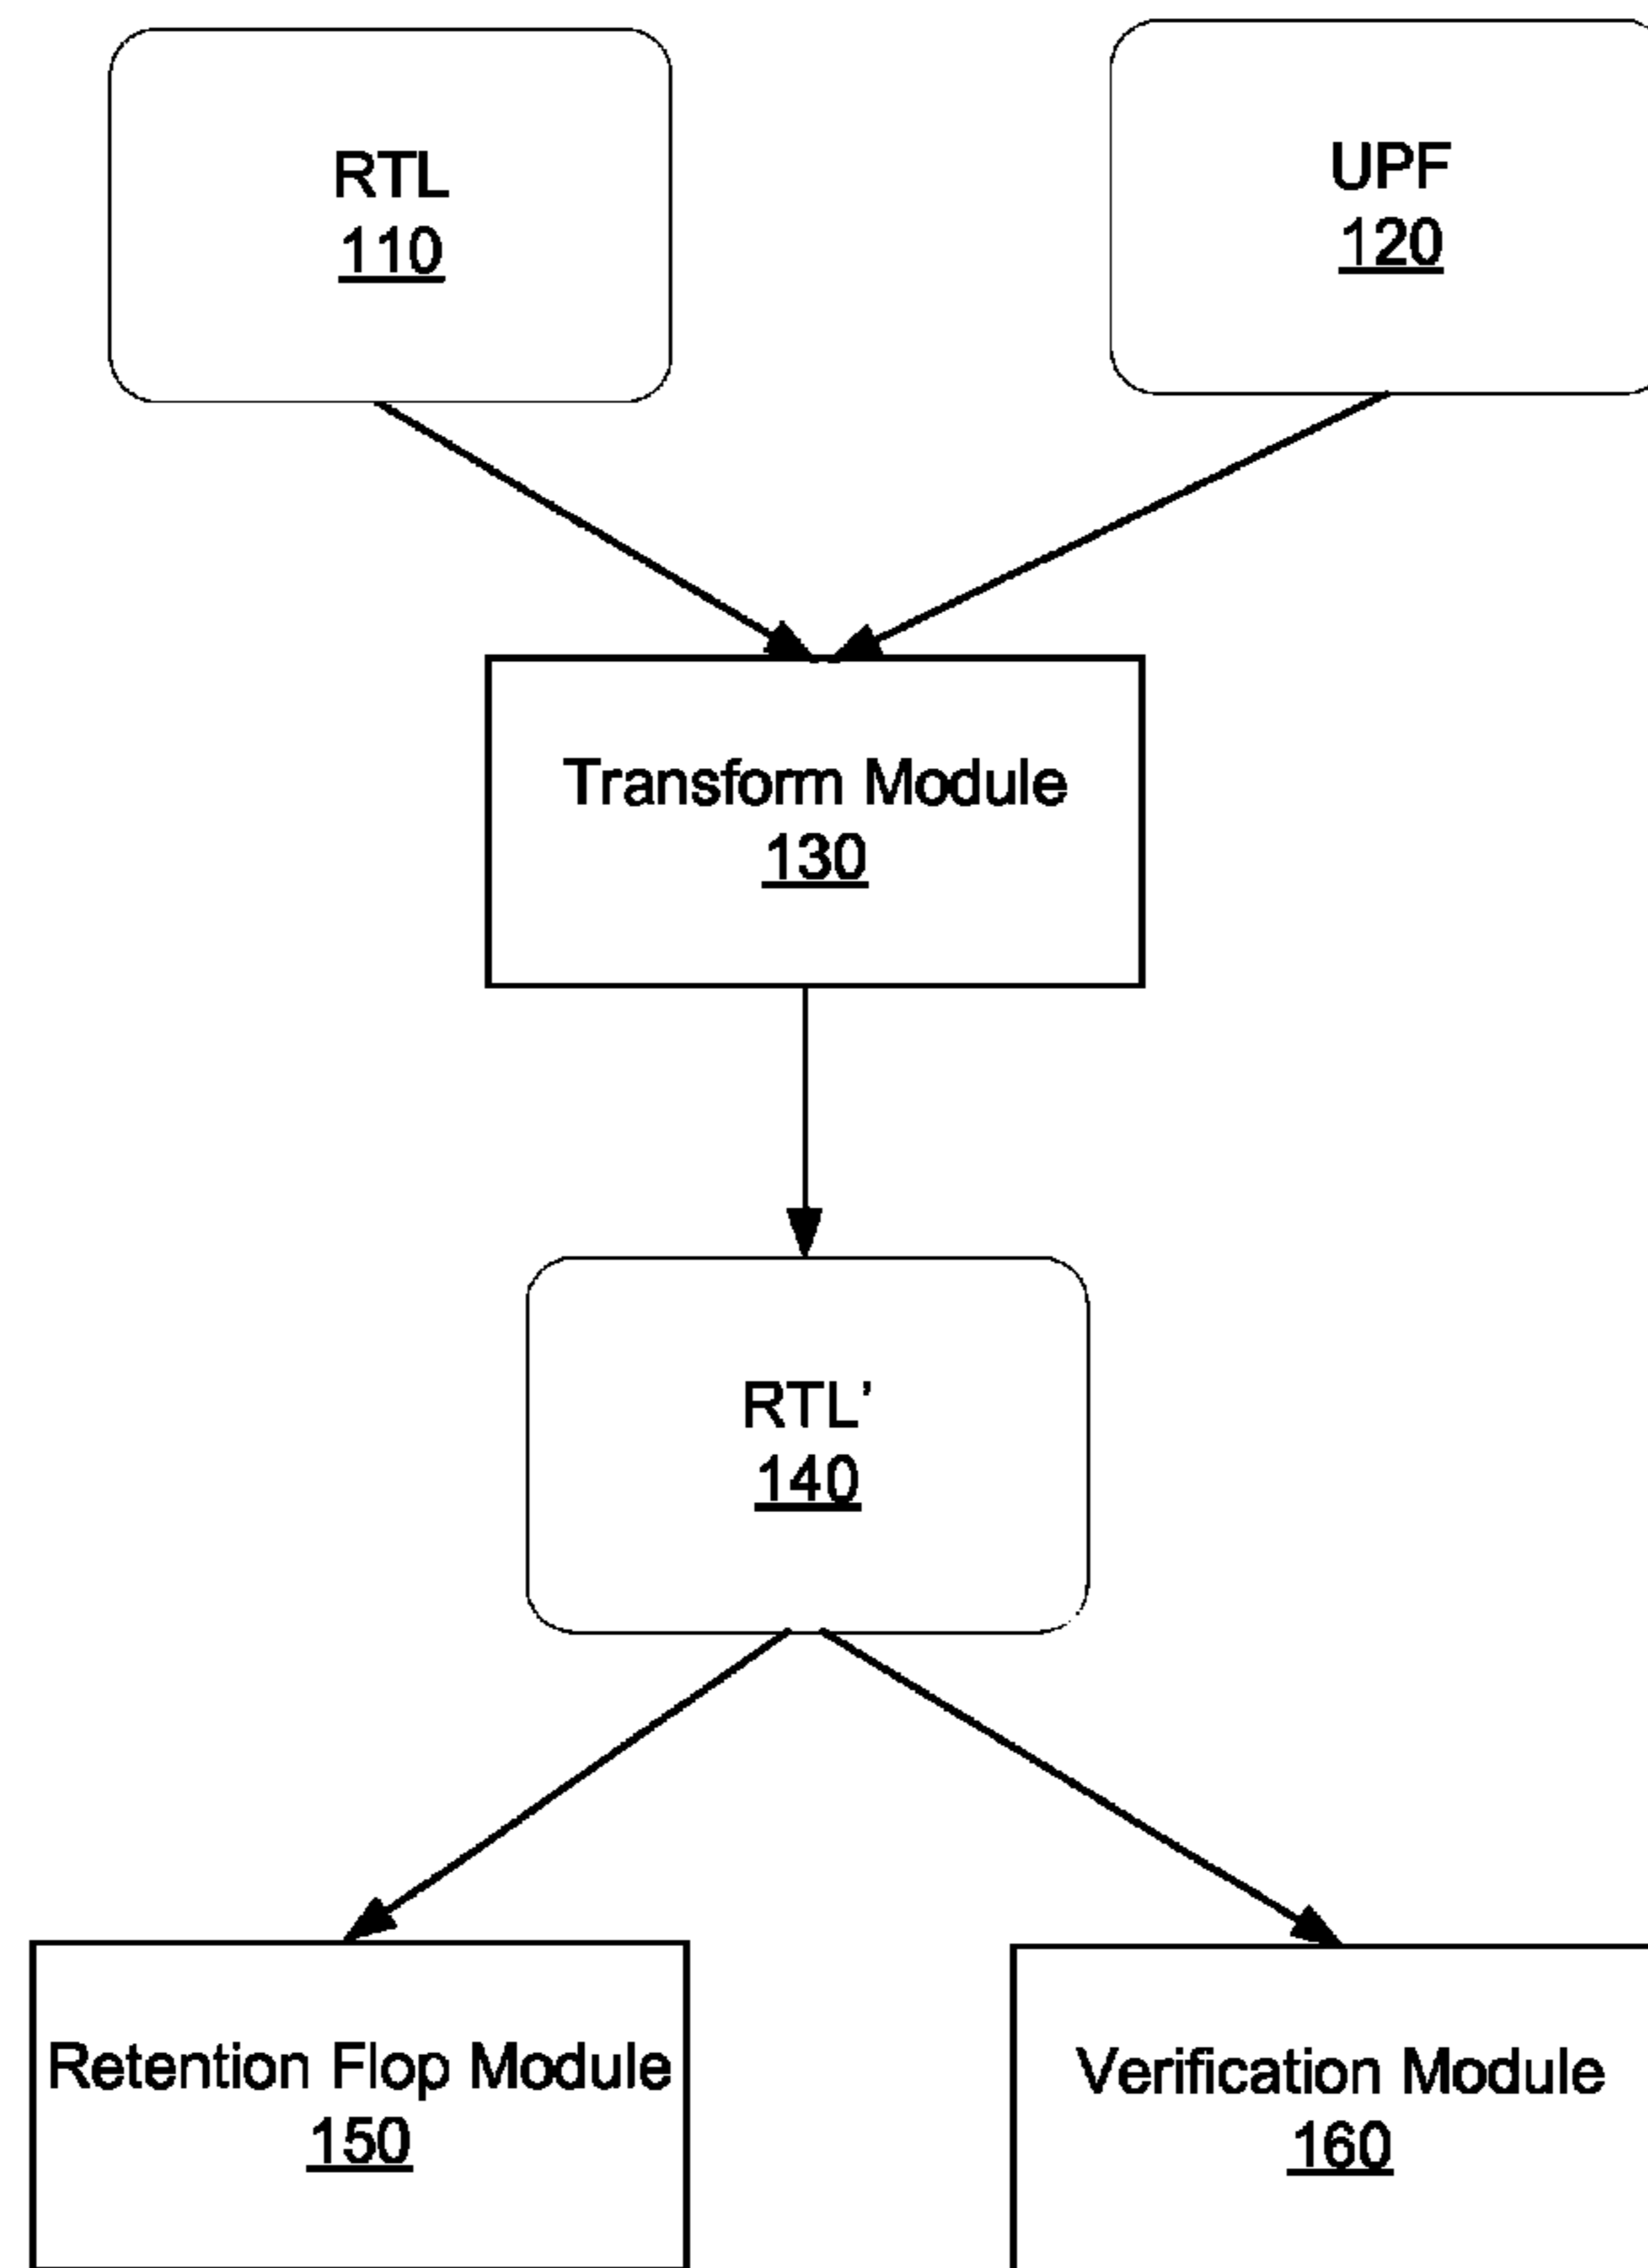 RTL
110
UPF
120
Transform Module
130
RTL’
140
Retention Flop Module
150
Verification Module
160